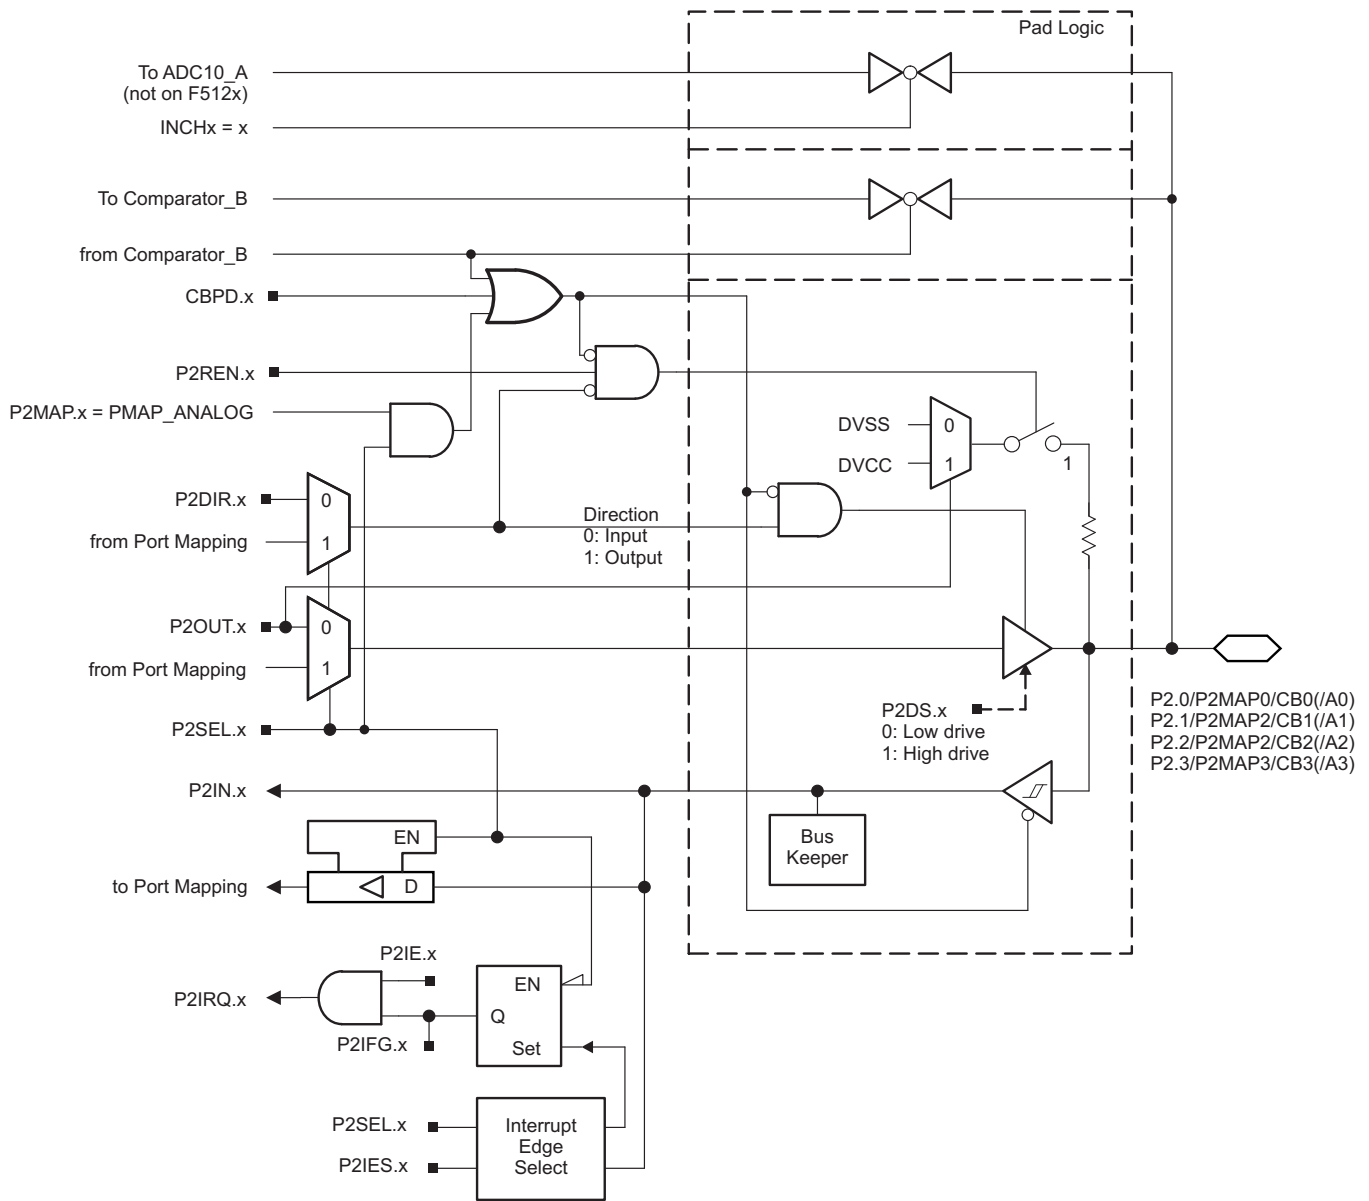 Pad Logic
To ADC10_A
(not on F512x)
INCHx = x
To Comparator_B
from Comparator_B
CBPD.x
P2REN.x
P2MAP.x = PMAP_ANALOG
DVSS
0
DVCC
1
1
P2DIR.x
0
from Port Mapping
1
Direction
0: Input
1: Output
P2OUT.x
0
from Port Mapping
1
P2SEL.x
P2DS.x
0: Low drive
1: High drive
P2.0/P2MAP0/CB0(/A0)
P2.1/P2MAP2/CB1(/A1)
P2.2/P2MAP2/CB2(/A2)
P2.3/P2MAP3/CB3(/A3)
P2IN.x
Bus
Keeper
EN
to Port Mapping
D
P2IE.x
P2IRQ.x
EN
Q
Set
P2IFG.x
P2SEL.x
P2IES.x
Interrupt
Edge
Select